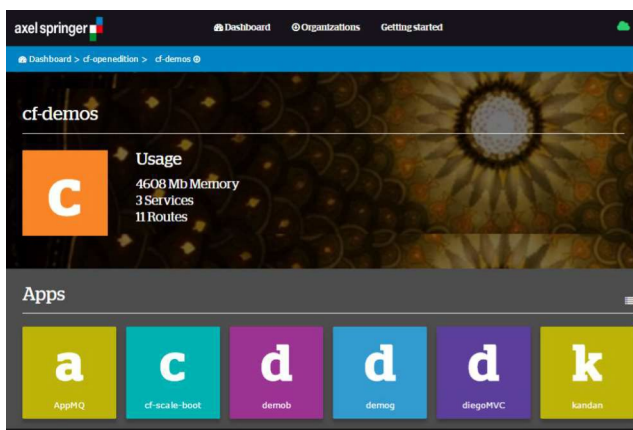 axel springer
Dashboard Organizations Getting started
Dashboard > cf-openedition > cf-demos
cf-demos
c
Usage
4608 Mb Memory
3 Services
11 Routes
Apps
a c d d d k
AppMQ cf-scale-boot demob demog diegoMVC kandan